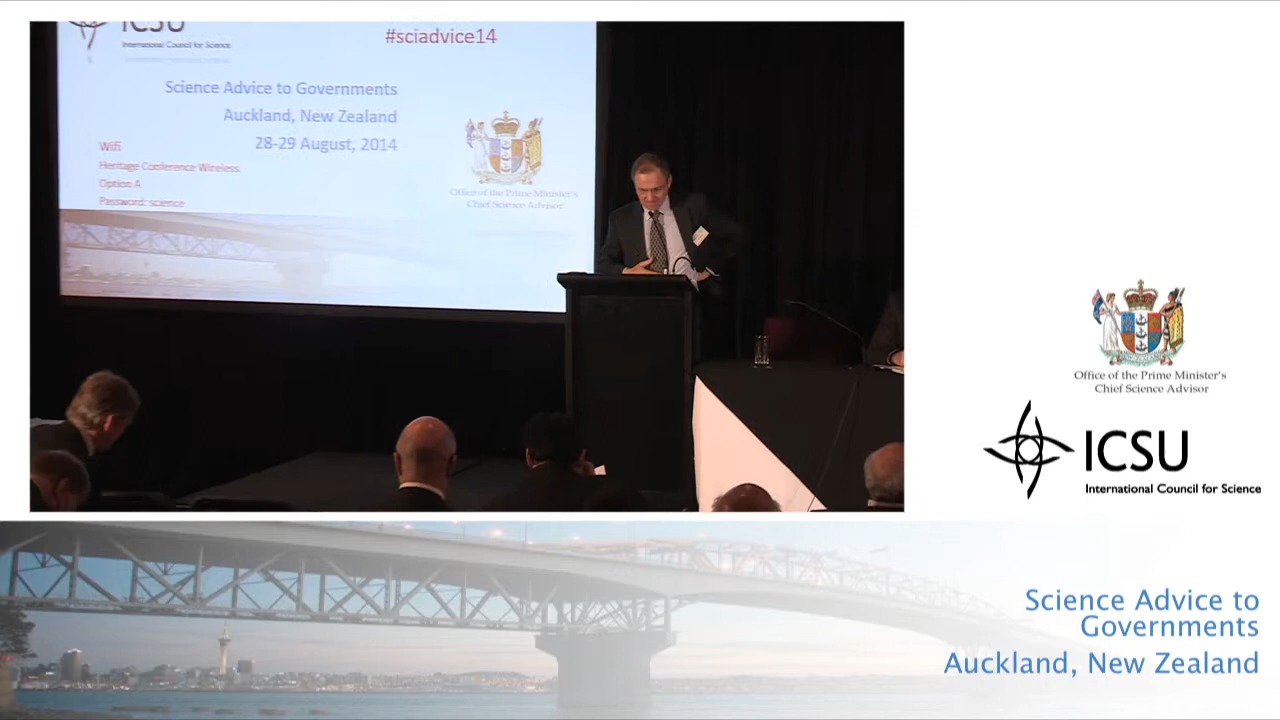 ICSU
International Council for Science
#sciadvice14
Science Advice to Governments
Auckland, New Zealand
28-29 August, 2014
Wifi
Heritage Conference Wireless
Option A
Password: science
Office of the Prime Minister's
Chief Science Advisor
Office of the Prime Minister's
Chief Science Advisor
ICSU
International Council for Science
Science Advice to
Governments
Auckland, New Zealand